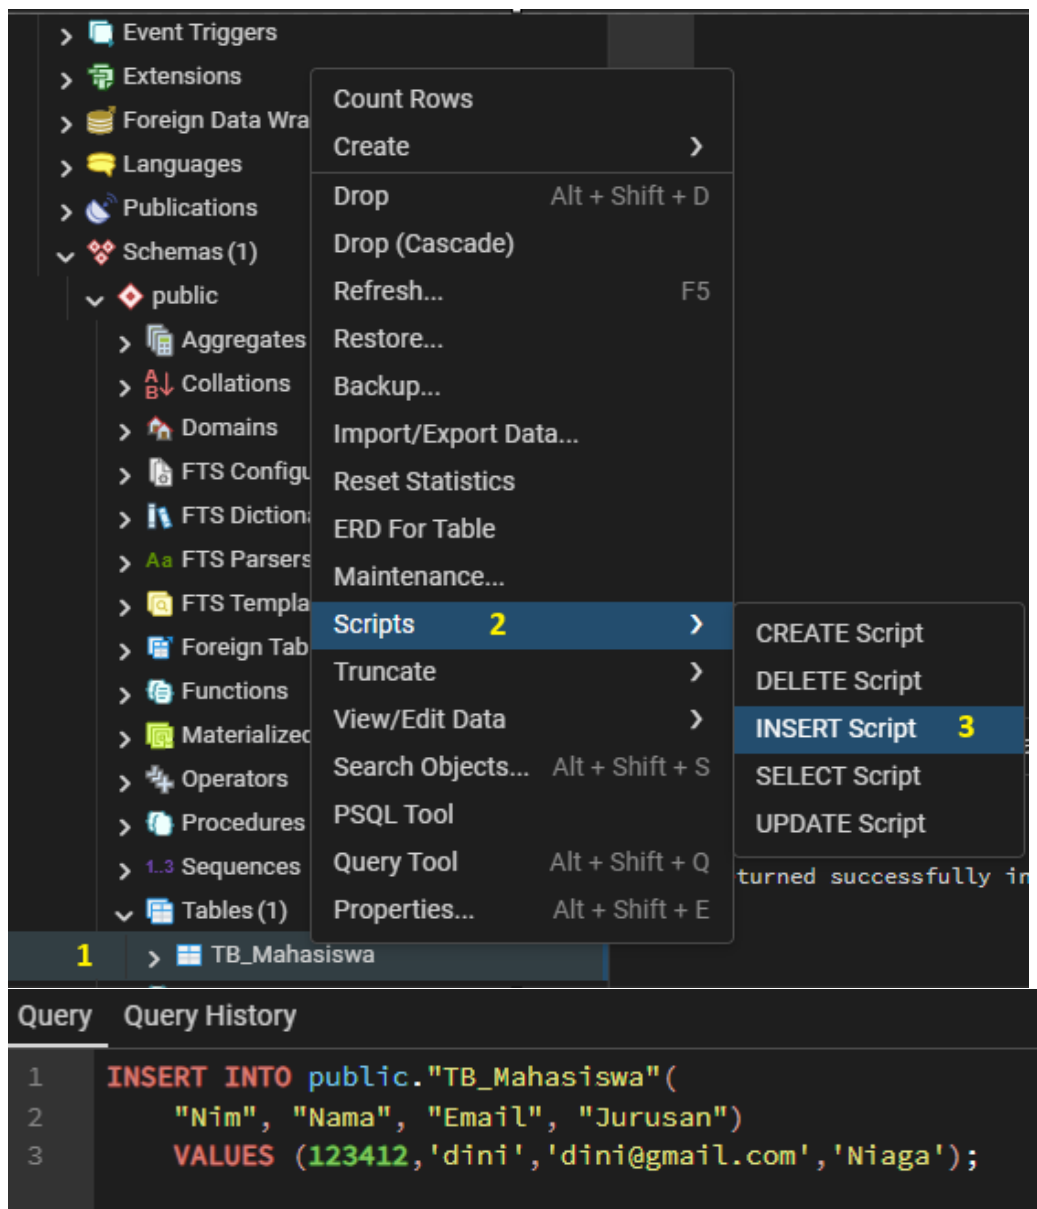 Event Triggers
Extensions
Foreign Data Wra
Languages
Publications
Schemas (1)
public
Aggregates
Collations
Domains
FTS Configu
FTS Diction
Aa FTS Parsers
FTS Templa
Foreign Tab
Functions
Materialized
Operators
Procedures
1..3 Sequences
Tables (1)
1 TB_Mahasiswa
Count Rows
Create
Drop Alt + Shift + D
Drop (Cascade)
Refresh... F5
Restore...
Backup...
Import/Export Data...
Reset Statistics
ERD For Table
Maintenance...
Scripts 2
Truncate
View/Edit Data
Search Objects... Alt + Shift + S
PSQL Tool
Query Tool Alt + Shift + Q
Properties... Alt + Shift + E
CREATE Script
DELETE Script
INSERT Script 3
SELECT Script
UPDATE Script
turned successfully in
Query Query History
1 INSERT INTO public."TB_Mahasiswa"(
2 "Nim", "Nama", "Email", "Jurusan")
3 VALUES (123412,'dini','dini@gmail.com','Niaga');